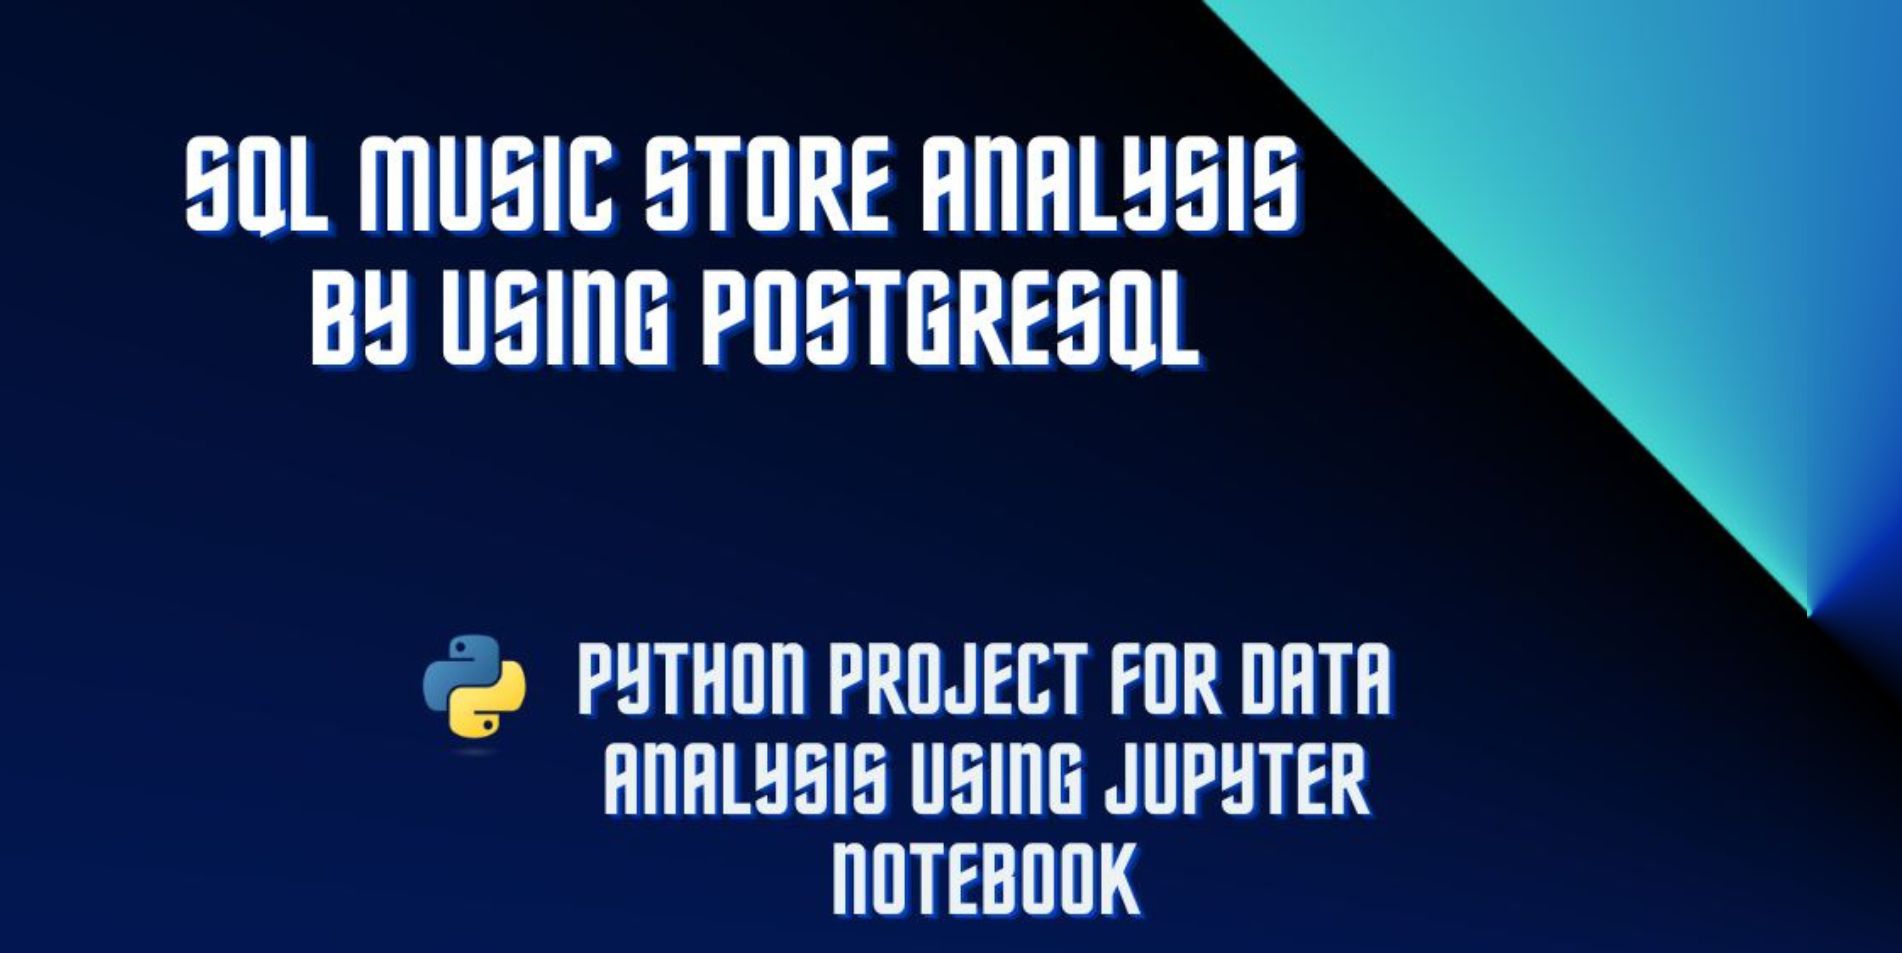 SQL MUSIC STORE ANALYSIS
BY USING POSTGRESQL
PYTHON PROJECT FOR DATA
ANALYSIS USING JUPYTER
NOTEBOOK